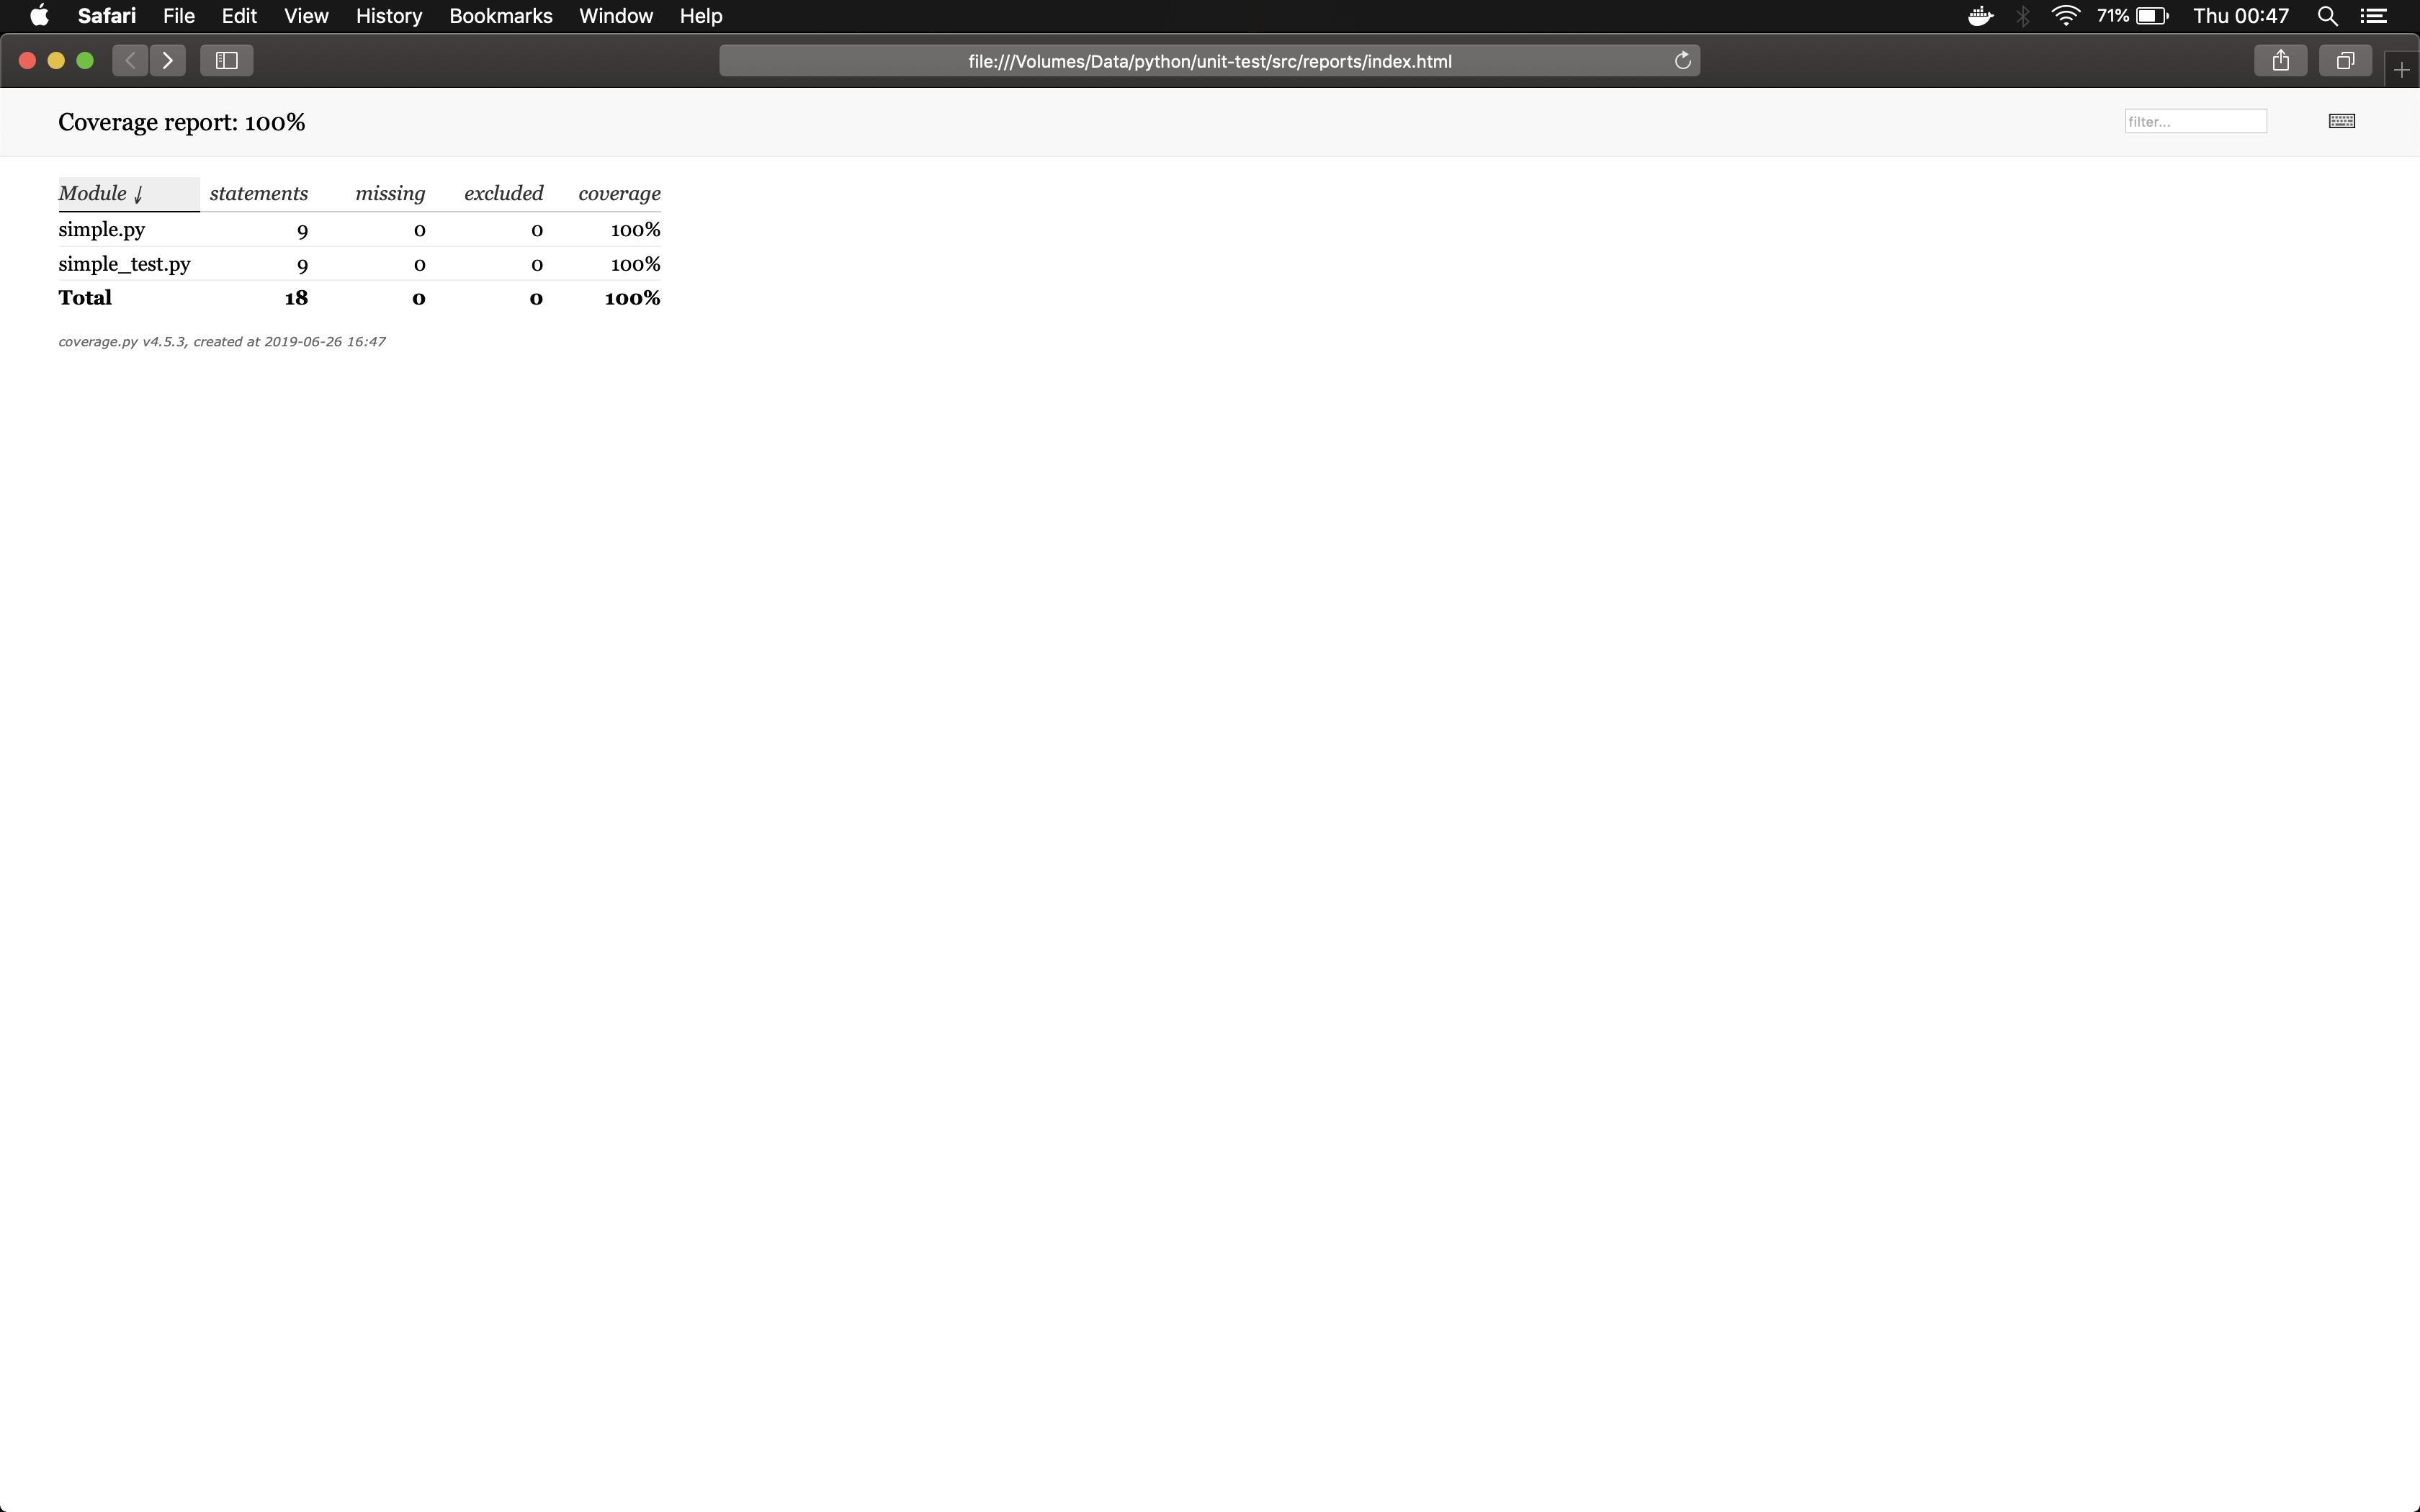 Safari File Edit View History Bookmarks Window Help 71% Thu 00:47
file:///Volumes/Data/python/unit-test/src/reports/index.html
Coverage report: 100% filter...
Module ↓ statements missing excluded coverage
simple.py 9 0 0 100%
simple_test.py 9 0 0 100%
Total 18 0 0 100%
coverage.py v4.5.3, created at 2019-06-26 16:47